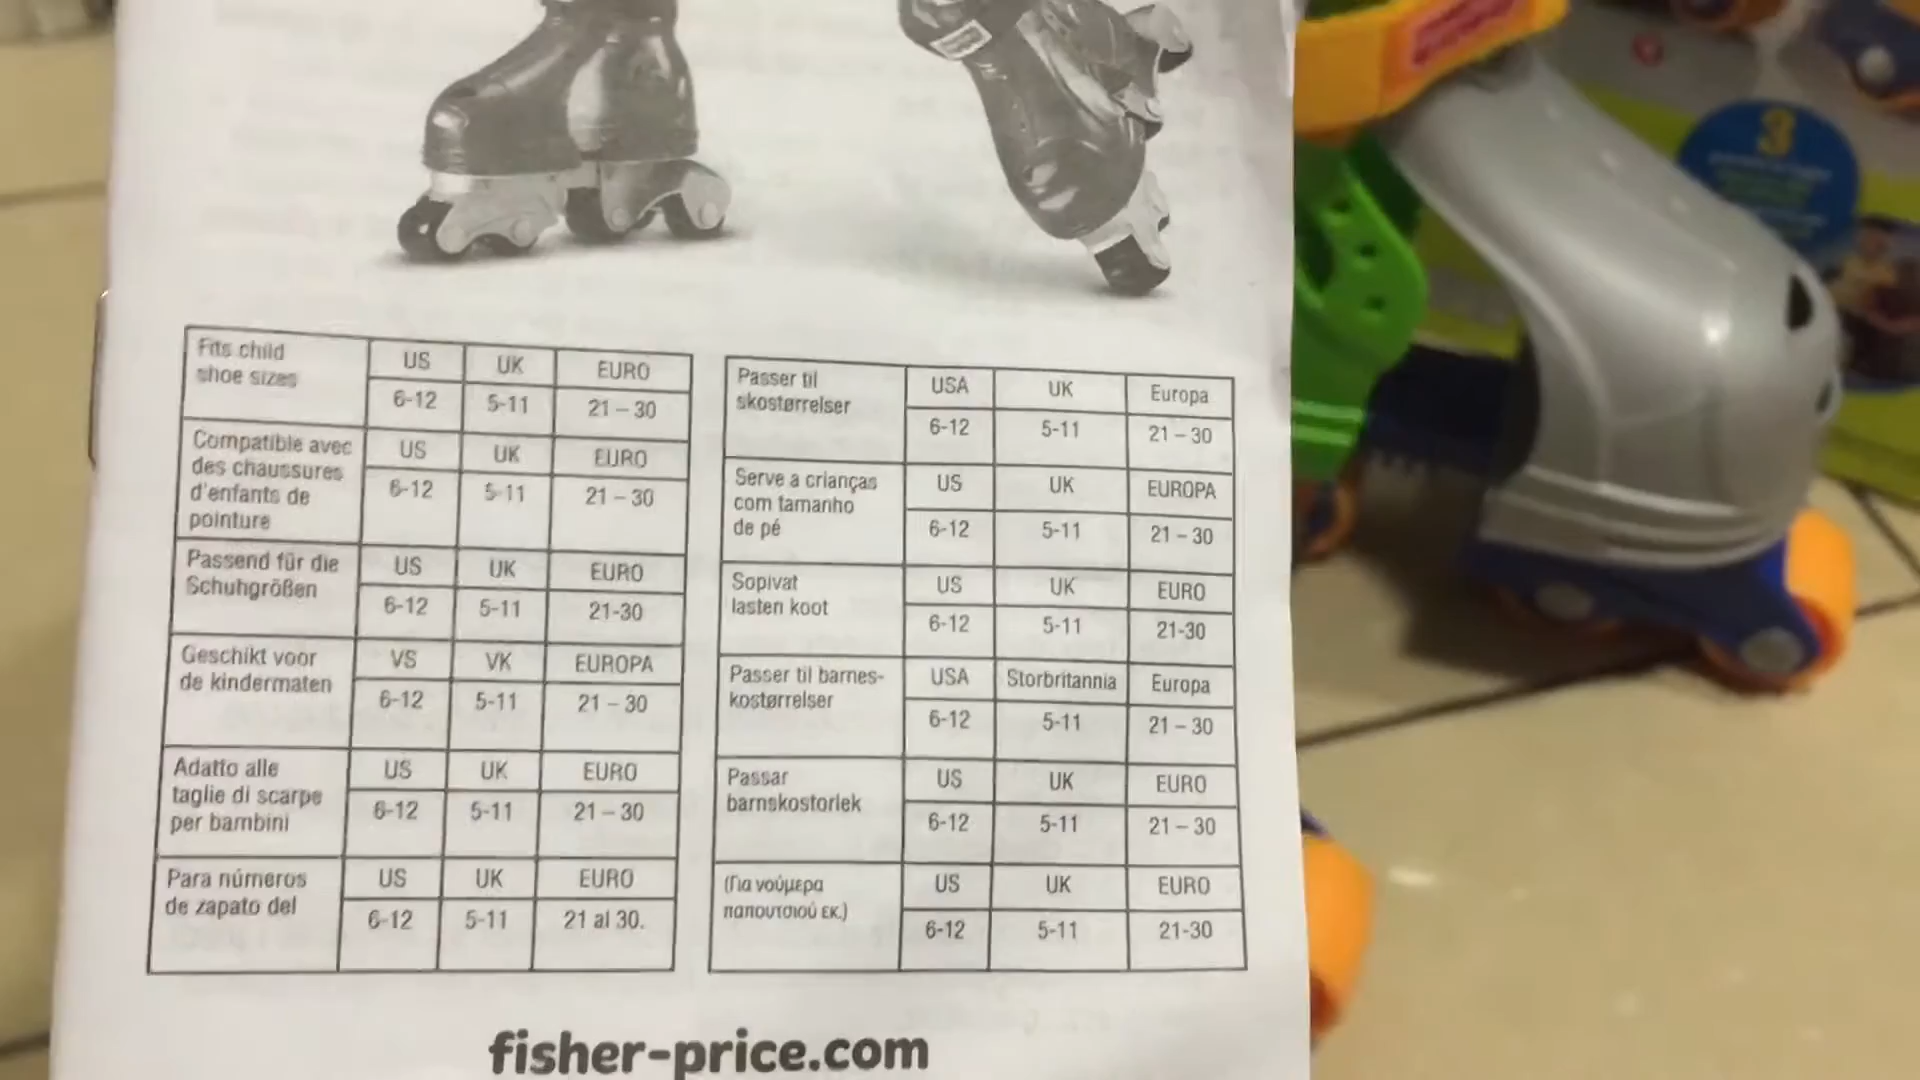 3
Fits child
shoe sizes
US UK EURO
6-12 5-11 21 – 30
Compatible avec
des chaussures
d'enfants de
pointure
US UK EURO
6-12 5-11 21 – 30
Passend für die
Schuhgrößen
US UK EURO
6-12 5-11 21-30
Geschikt voor
de kindermaten
VS VK EUROPA
6-12 5-11 21 – 30
Adatto alle
taglie di scarpe
per bambini
US UK EURO
6-12 5-11 21 – 30
Para números
de zapato del
US UK EURO
6-12 5-11 21 al 30.
Passer til
skostørrelser
USA UK Europa
6-12 5-11 21 – 30
Serve a crianças
com tamanho
de pé
US UK EUROPA
6-12 5-11 21 – 30
Sopivat
lasten koot
US UK EURO
6-12 5-11 21-30
Passer til barnes-
kostørrelser
USA Storbritannia Europa
6-12 5-11 21 – 30
Passar
barnskostorlek
US UK EURO
6-12 5-11 21 – 30
(Για νούμερα
παπουτσιού εκ.)
US UK EURO
6-12 5-11 21-30
fisher-price.com